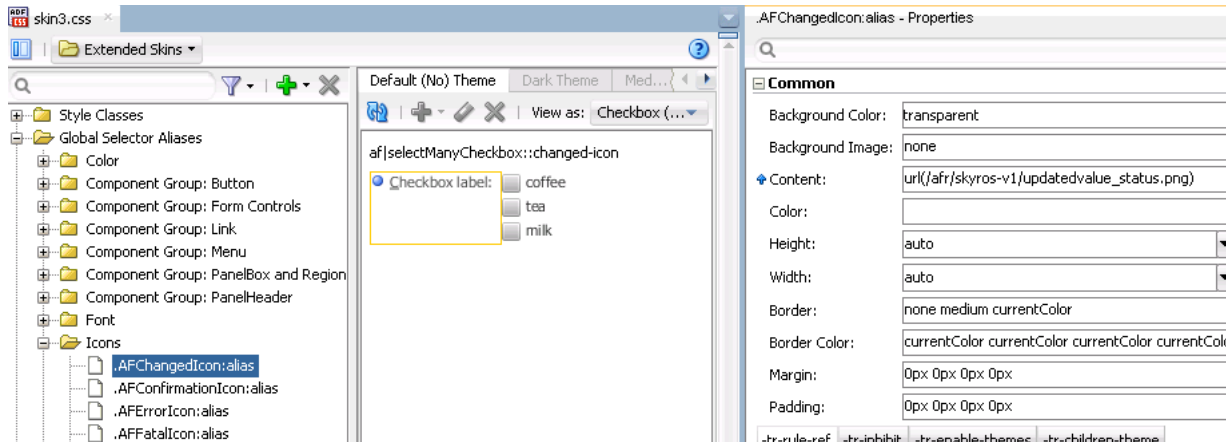 ADF
CSS
skin3.css
Extended Skins
Style Classes
Global Selector Aliases
Color
Component Group: Button
Component Group: Form Controls
Component Group: Link
Component Group: Menu
Component Group: PanelBox and Region
Component Group: PanelHeader
Font
Icons
.AFChangedIcon:alias
.AFConfirmationIcon:alias
.AFErrorIcon:alias
.AFFatalIcon:alias
Default (No) Theme Dark Theme Med...
View as: Checkbox (...
af|selectManyCheckbox::changed-icon
Checkbox label: coffee
tea
milk
.AFChangedIcon:alias - Properties
Common
Background Color: transparent
Background Image: none
Content: url(/afr/skyros-v1/updatedvalue_status.png)
Color:
Height: auto
Width: auto
Border: none medium currentColor
Border Color: currentColor currentColor currentColor currentCol
Margin: 0px 0px 0px 0px
Padding: 0px 0px 0px 0px
-tr-rule-ref -tr-inhibit -tr-enable-themes -tr-children-theme